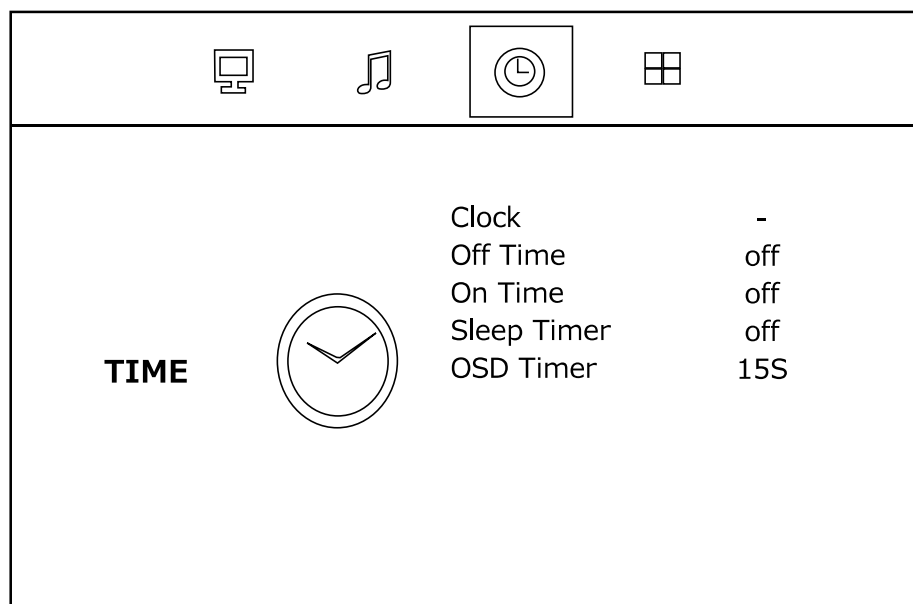 Clock -
Off Time off
On Time off
Sleep Timer off
TIME
OSD Timer 15S